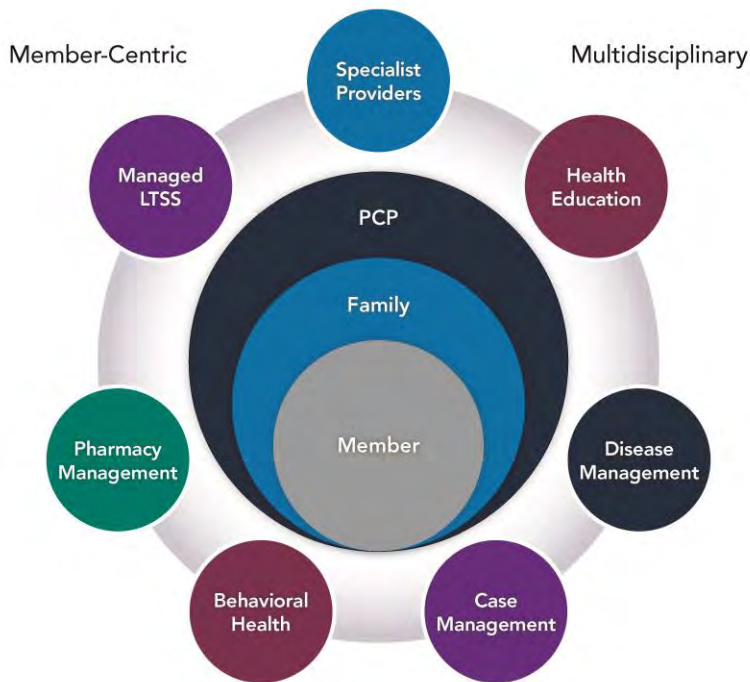 Member-Centric
Multidisciplinary
Specialist
Providers
Managed
LTSS
Health
Education
PCP
Family
Member
Pharmacy
Management
Disease
Management
Behavioral
Health
Case
Management